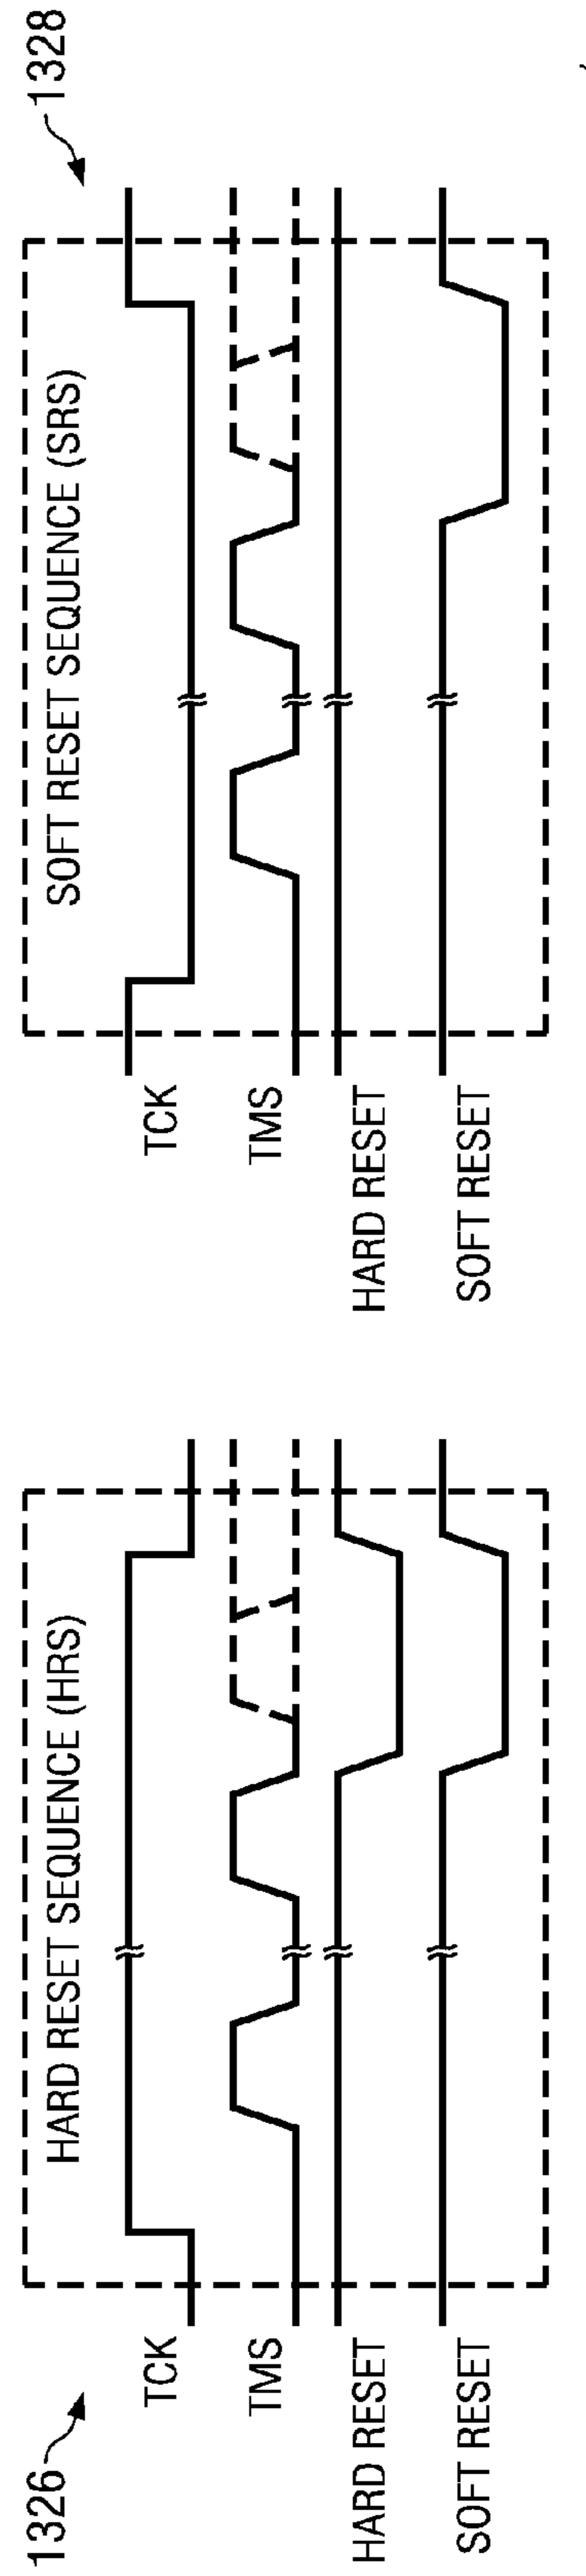 1326
HARD RESET SEQUENCE (HRS)
TCK
TMS
HARD RESET
SOFT RESET
1328
SOFT RESET SEQUENCE (SRS)
TCK
TMS
HARD RESET
SOFT RESET